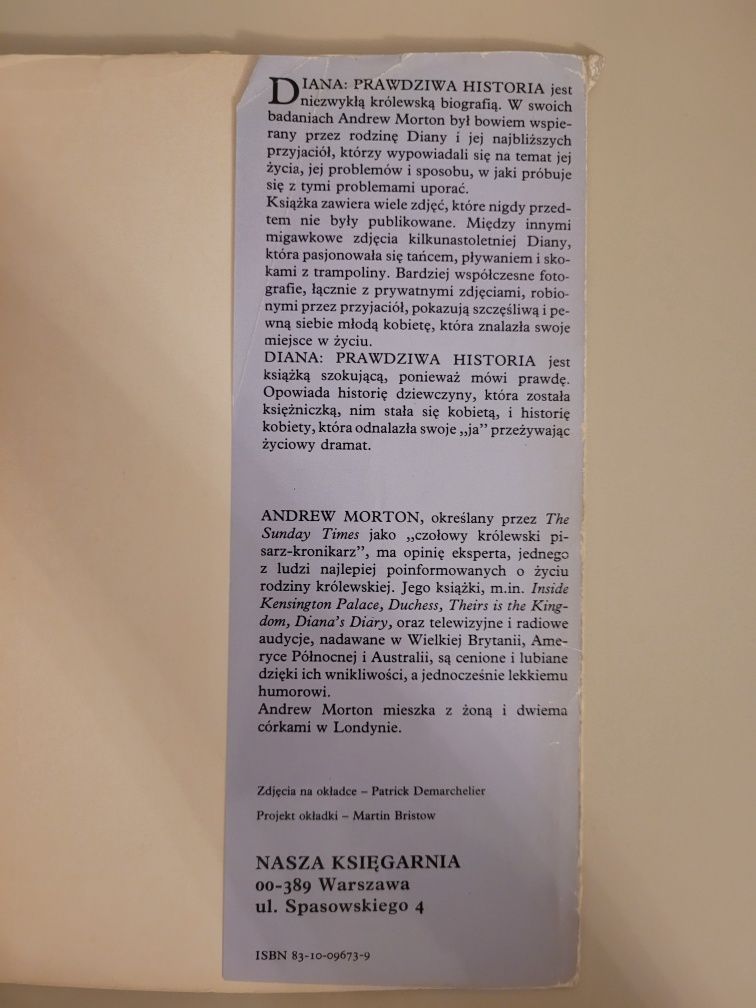 DIANA: PRAWDZIWA HISTORIA jest
niezwykłą królewską biografią. W swoich
badaniach Andrew Morton był bowiem wspie-
rany przez rodzinę Diany i jej najbliższych
przyjaciół, którzy wypowiadali się na temat jej
życia, jej problemów i sposobu, w jaki próbuje
się z tymi problemami uporać.
Książka zawiera wiele zdjęć, które nigdy przed-
tem nie były publikowane. Między innymi
migawkowe zdjęcia kilkunastoletniej Diany,
która pasjonowała się tańcem, pływaniem i sko-
kami z trampoliny. Bardziej współczesne foto-
grafie, łącznie z prywatnymi zdjęciami, robio-
nymi przez przyjaciół, pokazują szczęśliwą i pe-
wną siebie młodą kobietę, która znalazła swoje
miejsce w życiu.
DIANA: PRAWDZIWA HISTORIA jest
książką szokującą, ponieważ mówi prawdę.
Opowiada historię dziewczyny, która została
księżniczką, nim stała się kobietą, i historię
kobiety, która odnalazła swoje „ja” przeżywając
życiowy dramat.
ANDREW MORTON, określany przez The
Sunday Times jako „czołowy królewski pi-
sarz-kronikarz”, ma opinię eksperta, jednego
z ludzi najlepiej poinformowanych o życiu
rodziny królewskiej. Jego książki, m.in. Inside
Kensington Palace, Duchess, Theirs is the King-
dom, Diana's Diary, oraz telewizyjne i radiowe
audycje, nadawane w Wielkiej Brytanii, Ame-
ryce Północnej i Australii, są cenione i lubiane
dzięki ich wnikliwości, a jednocześnie lekkiemu
humorowi.
Andrew Morton mieszka z żoną i dwiema
córkami w Londynie.
Zdjęcia na okładce – Patrick Demarchelier
Projekt okładki – Martin Bristow
NASZA KSIĘGARNIA
00-389 Warszawa
ul. Spasowskiego 4
ISBN 83-10-09673-9